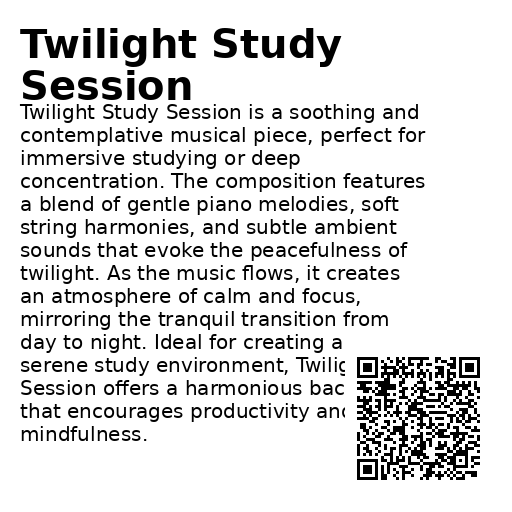 Twilight Study
Session
Twilight Study Session is a soothing and
contemplative musical piece, perfect for
immersive studying or deep
concentration. The composition features
a blend of gentle piano melodies, soft
string harmonies, and subtle ambient
sounds that evoke the peacefulness of
twilight. As the music flows, it creates
an atmosphere of calm and focus,
mirroring the tranquil transition from
day to night. Ideal for creating a
serene study environment,
Session offers a harmonious
that encourages productivity and
mindfulness.